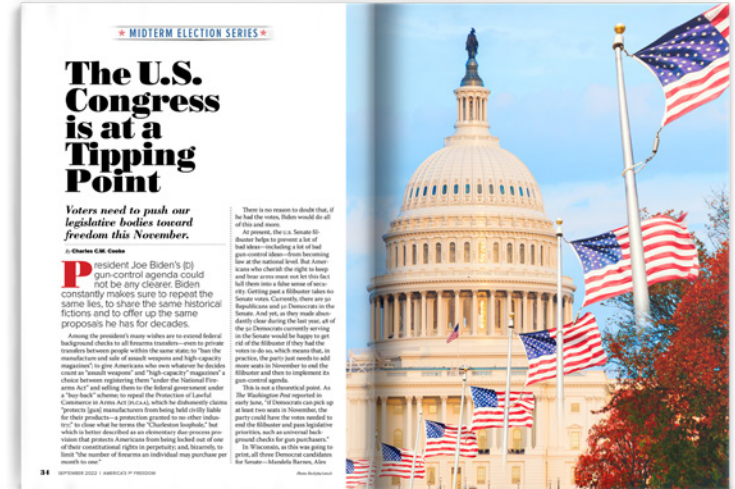 ★ MIDTERM ELECTION SERIES ★
The U.S.
Congress
is at a
Tipping
Point
Voters need to push our
legislative bodies toward
freedom this November.
By Charles C.W. Cooke
President Joe Biden's (D)
gun-control agenda could
not be any clearer. Biden
constantly makes sure to repeat the
same lies, to share the same historical
fictions and to offer up the same
proposals he has for decades.
Among the president's many wishes are to extend federal
background checks to all firearms transfers—even to private
transfers between people within the same state; to "ban the
manufacture and sale of assault weapons and high-capacity
magazines"; to give Americans who own whatever he decides
count as "assault weapons" and "high-capacity" magazines" a
choice between registering them "under the National Fire-
arms Act" and selling them to the federal government under
a "buy-back" scheme; to repeal the Protection of Lawful
Commerce in Arms Act (PLCAA), which he dishonestly claims
"protects [gun] manufacturers from being held civilly liable
for their products—a protection granted to no other indus-
try;" to close what he terms the "Charleston loophole," but
which is better described as an elementary due-process pro-
vision that protects Americans from being locked out of one
of their constitutional rights in perpetuity; and, bizarrely, to
limit "the number of firearms an individual may purchase per
month to one."
There is no reason to doubt that, if
he had the votes, Biden would do all
of this and more.
At present, the U.S. Senate fil-
ibuster helps to prevent a lot of
bad ideas—including a lot of bad
gun-control ideas—from becoming
law at the national level. But Amer-
icans who cherish the right to keep
and bear arms must not let this fact
lull them into a false sense of secu-
rity. Getting past a filibuster takes 60
Senate votes. Currently, there are 50
Republicans and 50 Democrats in the
Senate. And yet, as they made abun-
dantly clear during the last year, 48 of
the 50 Democrats currently serving
in the Senate would be happy to get
rid of the filibuster if they had the
votes to do so, which means that, in
practice, the party just needs to add
more seats in November to end the
filibuster and then to implement its
gun-control agenda.
This is not a theoretical point. As
The Washington Post reported in
early June, "if Democrats can pick up
at least two seats in November, the
party could have the votes needed to
end the filibuster and pass legislative
priorities, such as universal back-
ground checks for gun purchasers."
In Wisconsin, as this was going to
print, all three Democrat candidates
for Senate—Mandela Barnes, Alex
34 SEPTEMBER 2022 | AMERICA'S 1ST FREEDOM